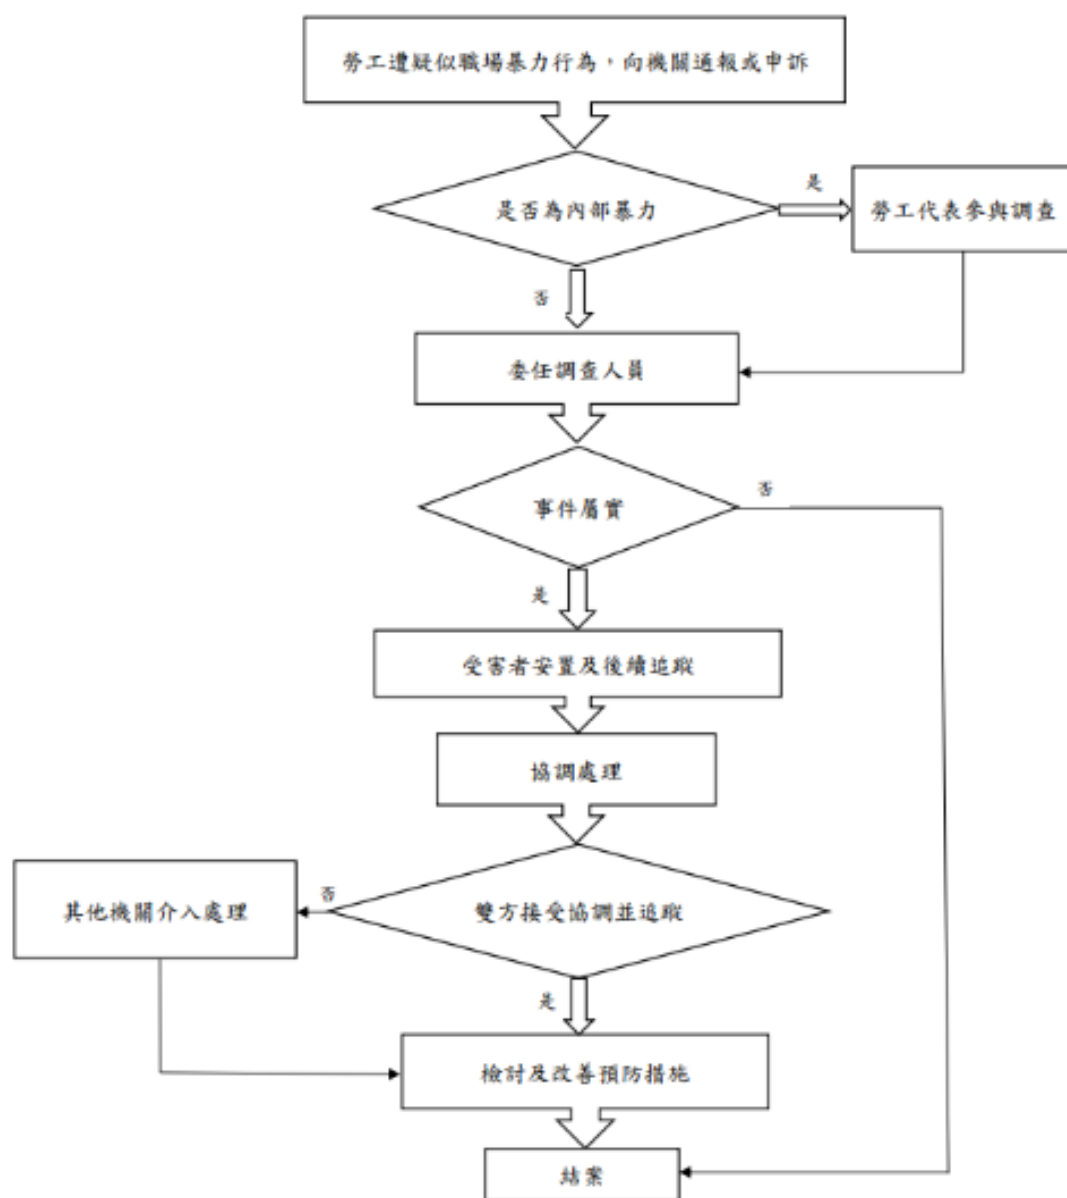 勞工遭疑似職場暴力行為，向機關通報或申訴
是否為內部暴力
是
勞工代表參與調查
否
委任調查人員
事件屬實
否
是
受害者安置及後續追蹤
協調處理
雙方接受協調並追蹤
否
其他機關介入處理
是
檢討及改善預防措施
結案